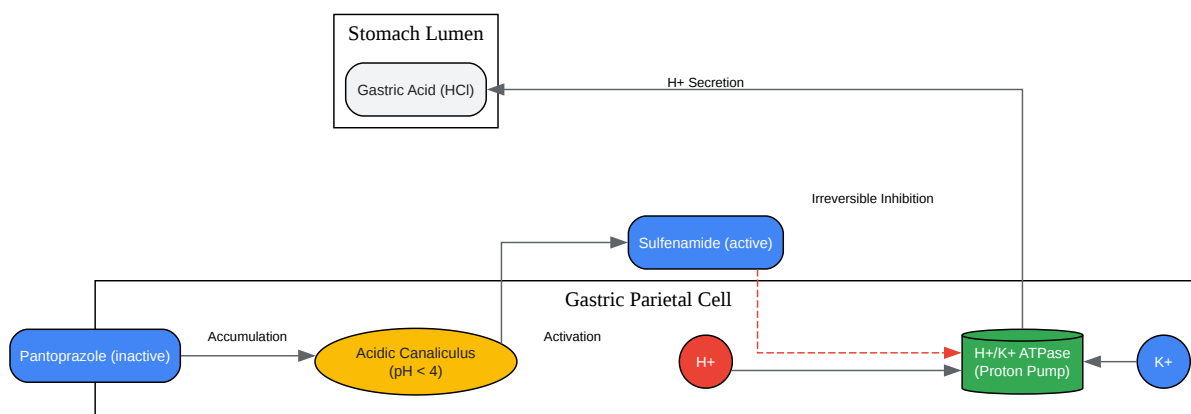 Stomach Lumen
Gastric Acid (HCl)
H+ Secretion
Irreversible Inhibition
Sulfenamide (active)
Gastric Parietal Cell
Pantoprazole (inactive)
Accumulation
Acidic Canaliculus
(pH < 4)
Activation
H+
H+/K+ ATPase
(Proton Pump)
K+